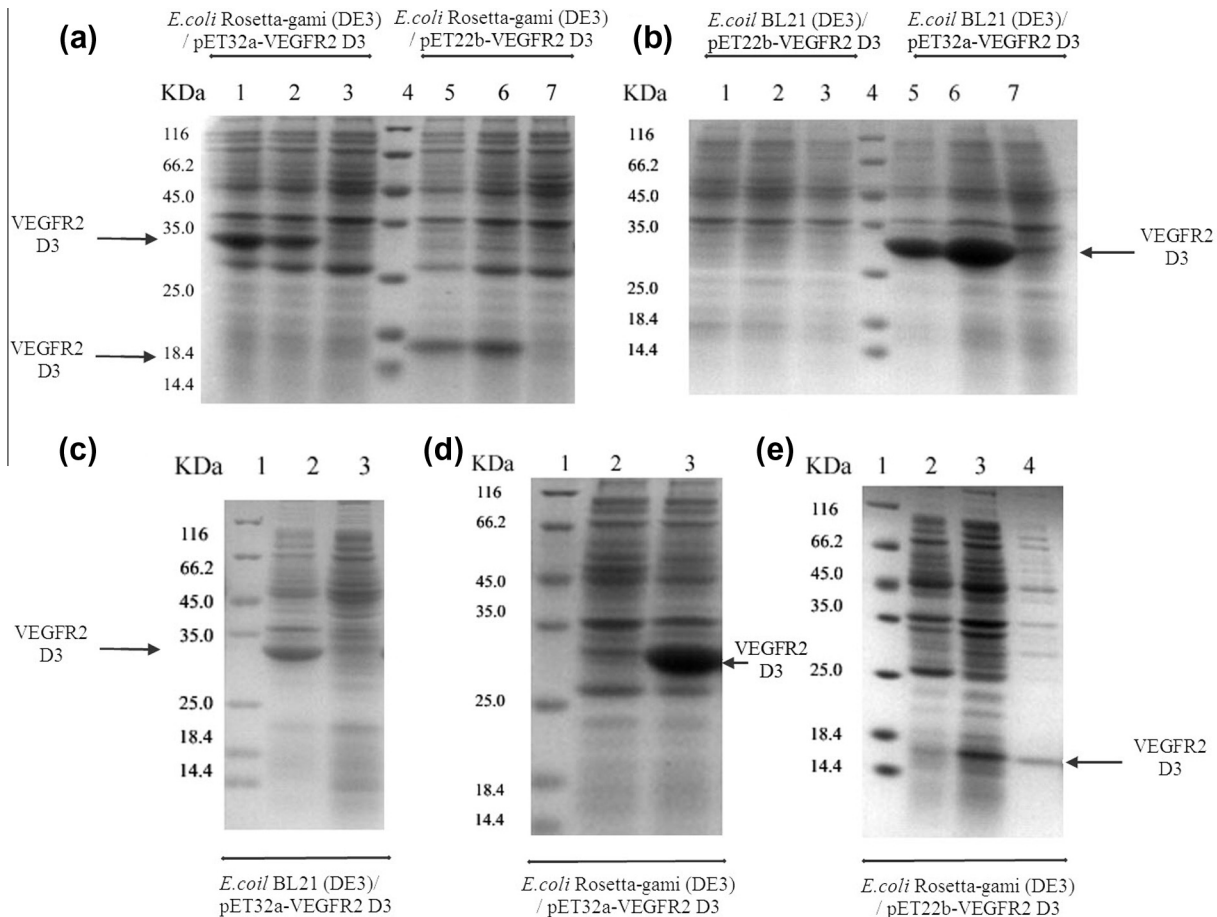 (a)
E.coli Rosetta-gami (DE3)
/ pET32a-VEGFR2 D3
E.coli Rosetta-gami (DE3)
/ pET22b-VEGFR2 D3
KDa 1 2 3 4 5 6 7
116
66.2
45.0
35.0
25.0
18.4
14.4
VEGFR2
D3
VEGFR2
D3
(b)
E.coil BL21 (DE3)/
pET22b-VEGFR2 D3
E.coil BL21 (DE3)/
pET32a-VEGFR2 D3
KDa 1 2 3 4 5 6 7
116
66.2
45.0
35.0
25.0
18.4
14.4
VEGFR2
D3
(c)
KDa 1 2 3
116
66.2
45.0
35.0
25.0
18.4
14.4
VEGFR2
D3
E.coil BL21 (DE3)/
pET32a-VEGFR2 D3
(d)
KDa 1 2 3
116
66.2
45.0
35.0
25.0
18.4
14.4
VEGFR2
D3
E.coli Rosetta-gami (DE3)
/ pET32a-VEGFR2 D3
(e)
KDa 1 2 3 4
116
66.2
45.0
35.0
25.0
18.4
14.4
VEGFR2
D3
E.coli Rosetta-gami (DE3)
/ pET22b-VEGFR2 D3